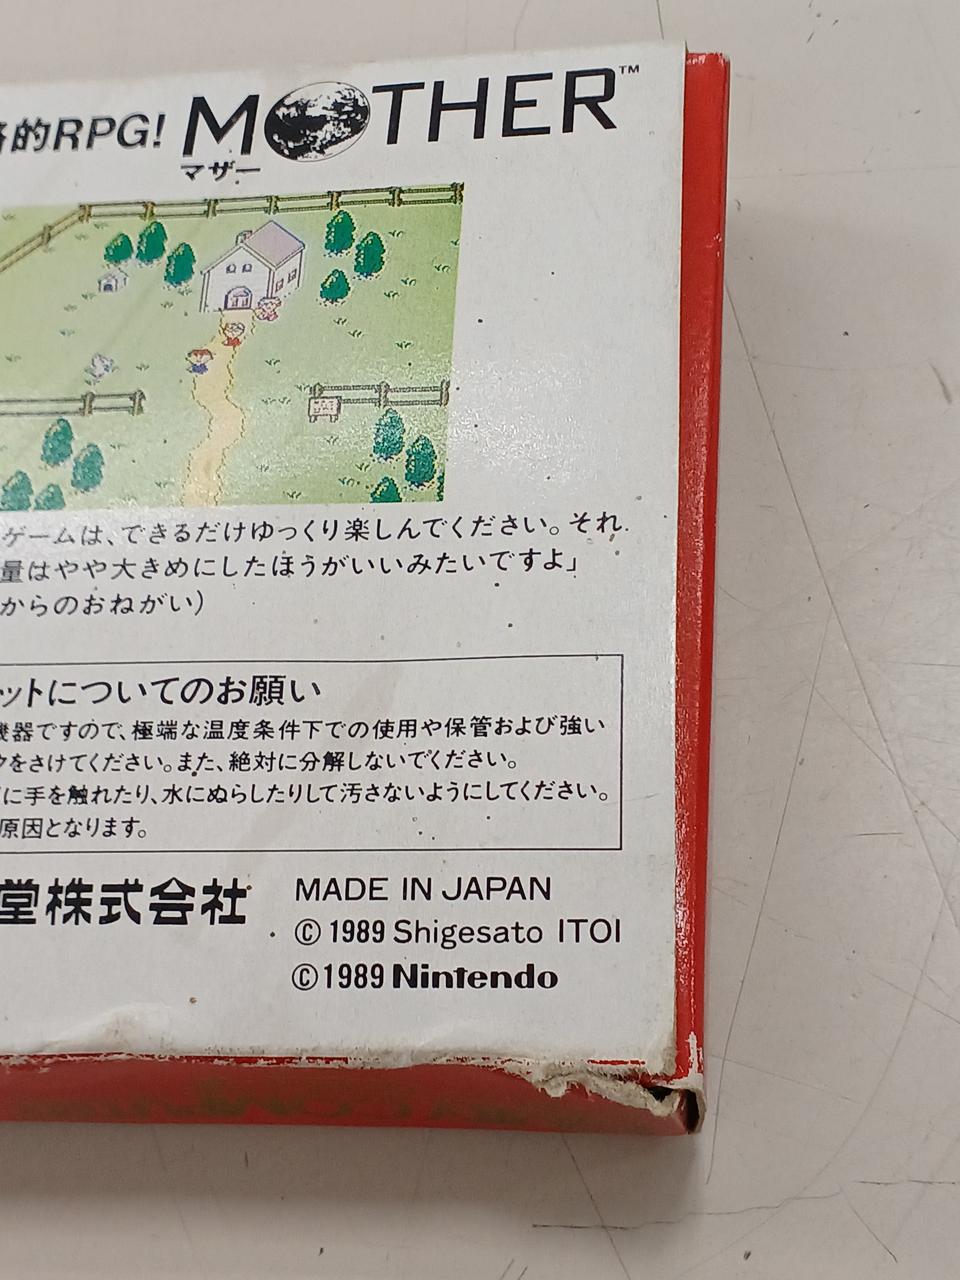 的RPG! MOTHER™
マザー
ゲームは、できるだけゆっくり楽しんでください。それ
量はやや大きめにしたほうがいいみたいですよ」
からのおねがい)
ットについてのお願い
機器ですので、極端な温度条件下での使用や保管および強い
クをさけてください。また、絶対に分解しないでください。
に手を触れたり、水にぬらしたりして汚さないようにしてください。
原因となります。
堂株式会社
MADE IN JAPAN
© 1989 Shigesato ITOI
© 1989 Nintendo